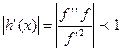 |h'(x)| = |f''f / f'²| ≺ 1